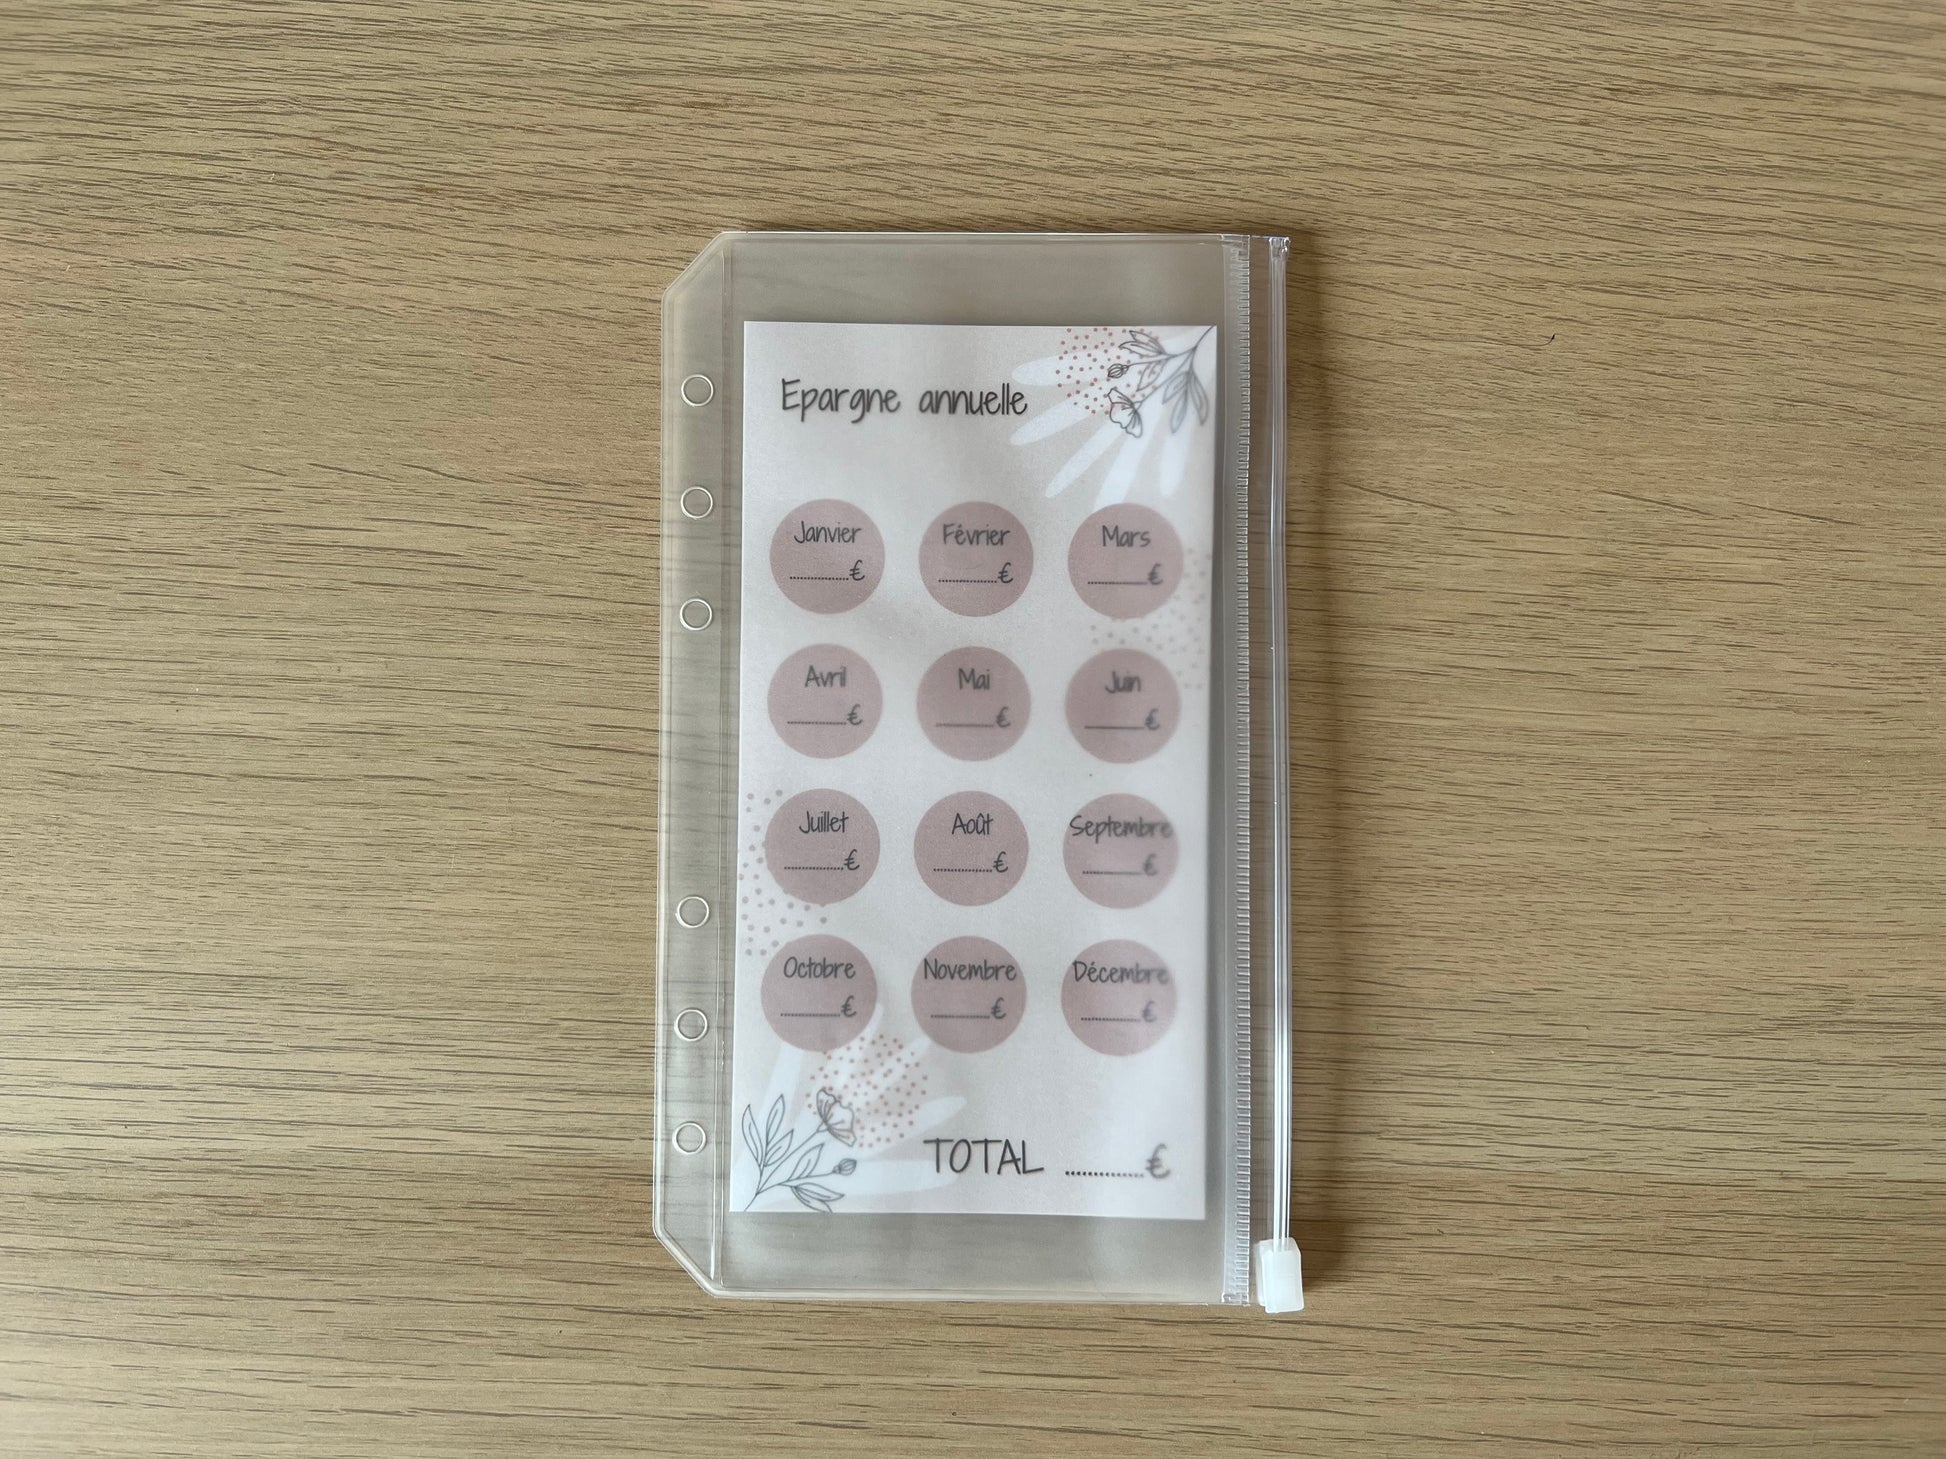 Epargne annuelle
Janvier Février Mars
...............€ ...............€ ...............€
Avril Mai Juin
...............€ ...............€ ...............€
Juillet Août Septembre
...............€ ...............€ ...............€
Octobre Novembre Décembre
...............€ ...............€ ...............€
TOTAL .............€